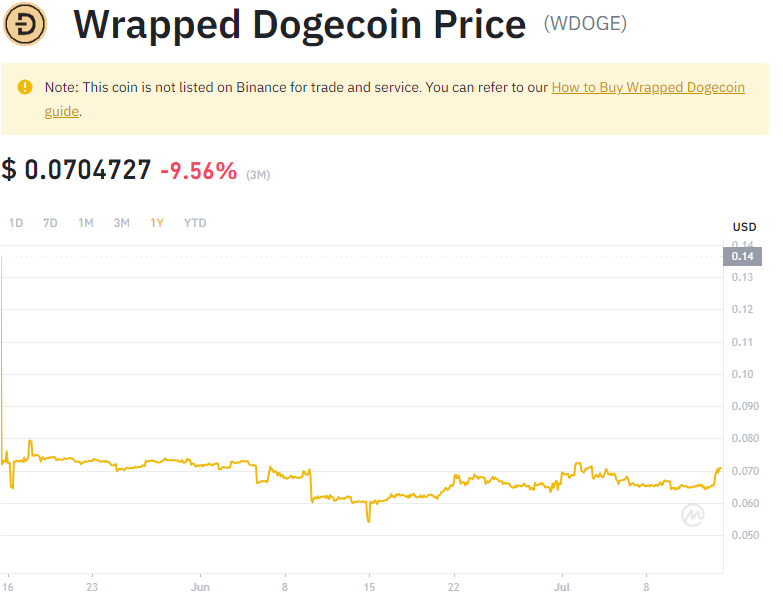 Wrapped Dogecoin Price (WDOGE)
Note: This coin is not listed on Binance for trade and service. You can refer to our How to Buy Wrapped Dogecoin
guide.
$ 0.0704727 -9.56% (3M)
1D 7D 1M 3M 1Y YTD
USD
0.14
0.14
0.13
0.12
0.11
0.10
0.090
0.080
0.070
0.060
0.050
16 23 Jun 8 15 22 Jul 8